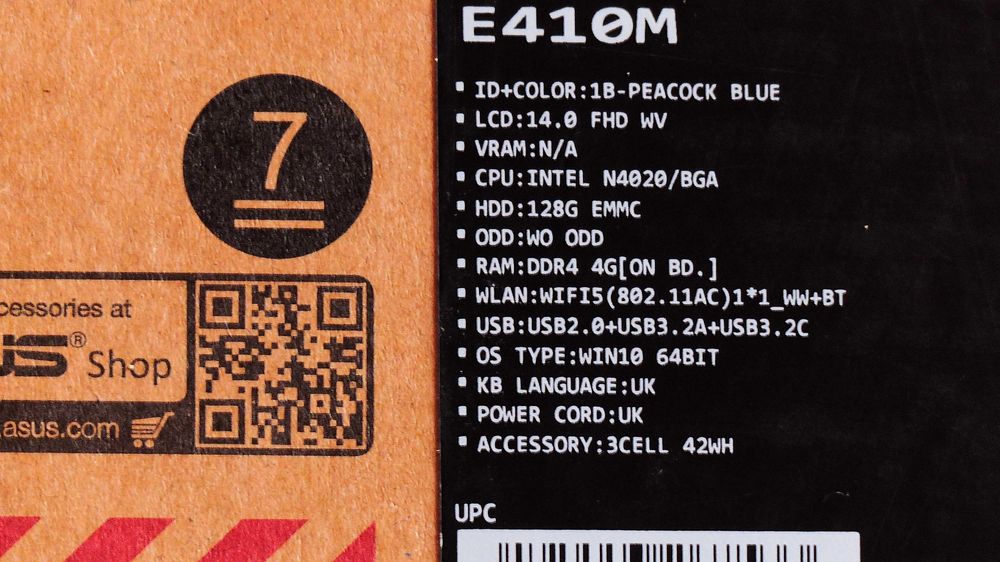 7
cessories at
US® Shop
asus.com
E410M
ID+COLOR:1B-PEACOCK BLUE
LCD:14.0 FHD WV
VRAM:N/A
CPU:INTEL N4020/BGA
HDD:128G EMMC
ODD:WO ODD
RAM:DDR4 4G[ON BD.]
WLAN:WIFI5(802.11AC)1*1_WW+BT
USB:USB2.0+USB3.2A+USB3.2C
OS TYPE:WIN10 64BIT
KB LANGUAGE:UK
POWER CORD:UK
ACCESSORY:3CELL 42WH
UPC